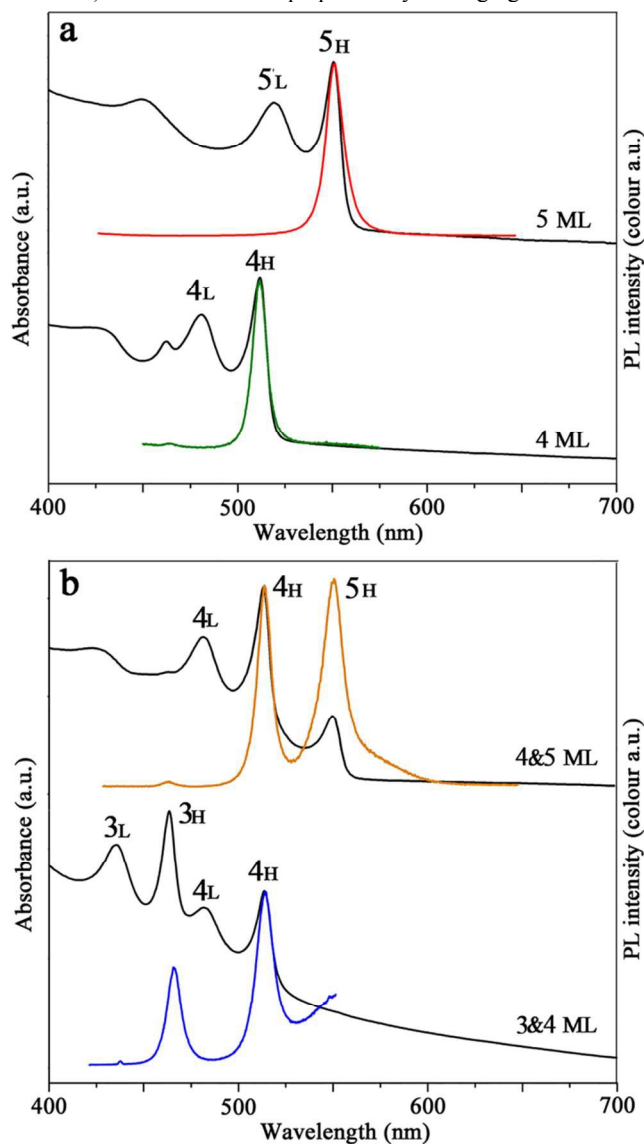 a
5H
5L
5 ML
4H
4L
4 ML
Absorbance (a.u.)
PL intensity (colour a.u.)
400 500 600 700
Wavelength (nm)
b
4H 5H
4L
4&5 ML
3H
3L
4H
4L
3&4 ML
Absorbance (a.u.)
PL intensity (colour a.u.)
400 500 600 700
Wavelength (nm)